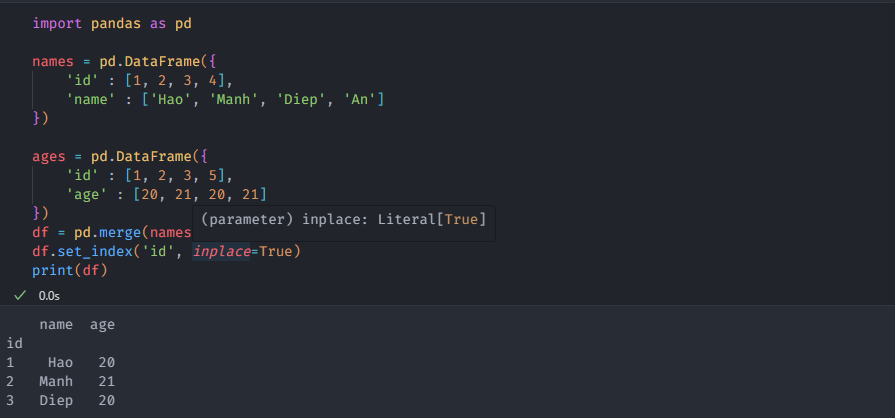 import pandas as pd
names = pd.DataFrame({
    'id' : [1, 2, 3, 4],
    'name' : ['Hao', 'Manh', 'Diep', 'An']
})
ages = pd.DataFrame({
    'id' : [1, 2, 3, 5],
    'age' : [20, 21, 20, 21]
})
(parameter) inplace: Literal[True]
df = pd.merge(names
df.set_index('id', inplace=True)
print(df)
0.0s
    name  age
id
1    Hao   20
2   Manh   21
3   Diep   20